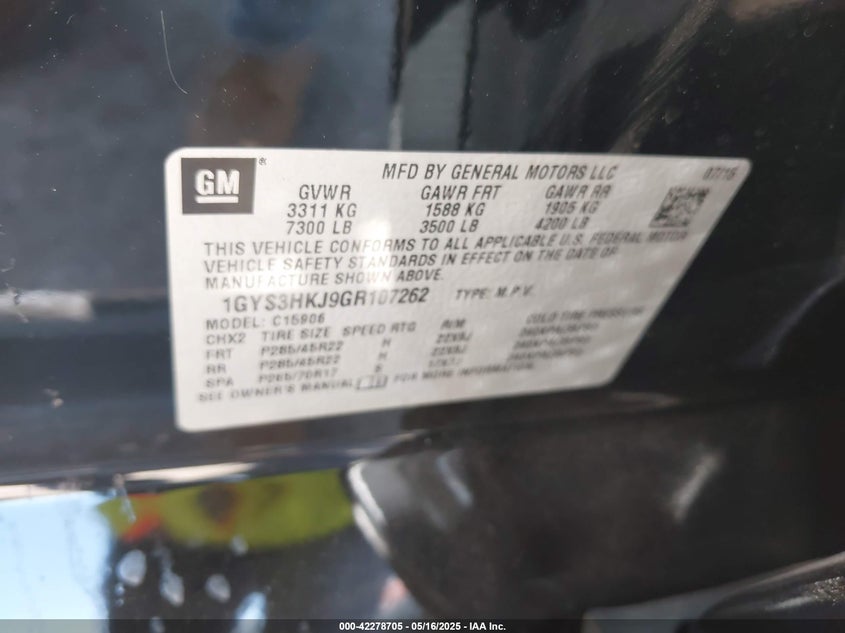 GM
MFD BY GENERAL MOTORS LLC 07/15
GVWR GAWR FRT GAWR RR
3311 KG 1588 KG 1905 KG
7300 LB 3500 LB 4200 LB
THIS VEHICLE CONFORMS TO ALL APPLICABLE U.S. FEDERAL MOTOR
VEHICLE SAFETY STANDARDS IN EFFECT ON THE DATE OF
MANUFACTURE SHOWN ABOVE.
1GYS3HKJ9GR107262 TYPE: M.P.V.
MODEL: C15906
CHX2 TIRE SIZE SPEED RTG RIM COLD TIRE PRESSURE
FRT P285/45R22 H 22X9J
RR P285/45R22 H 22X9J
SPA P265/70R17 S 17X7J
SEE OWNER'S MANUAL FOR MORE INFORMATION.
000-42278705 - 05/16/2025 - IAA Inc.